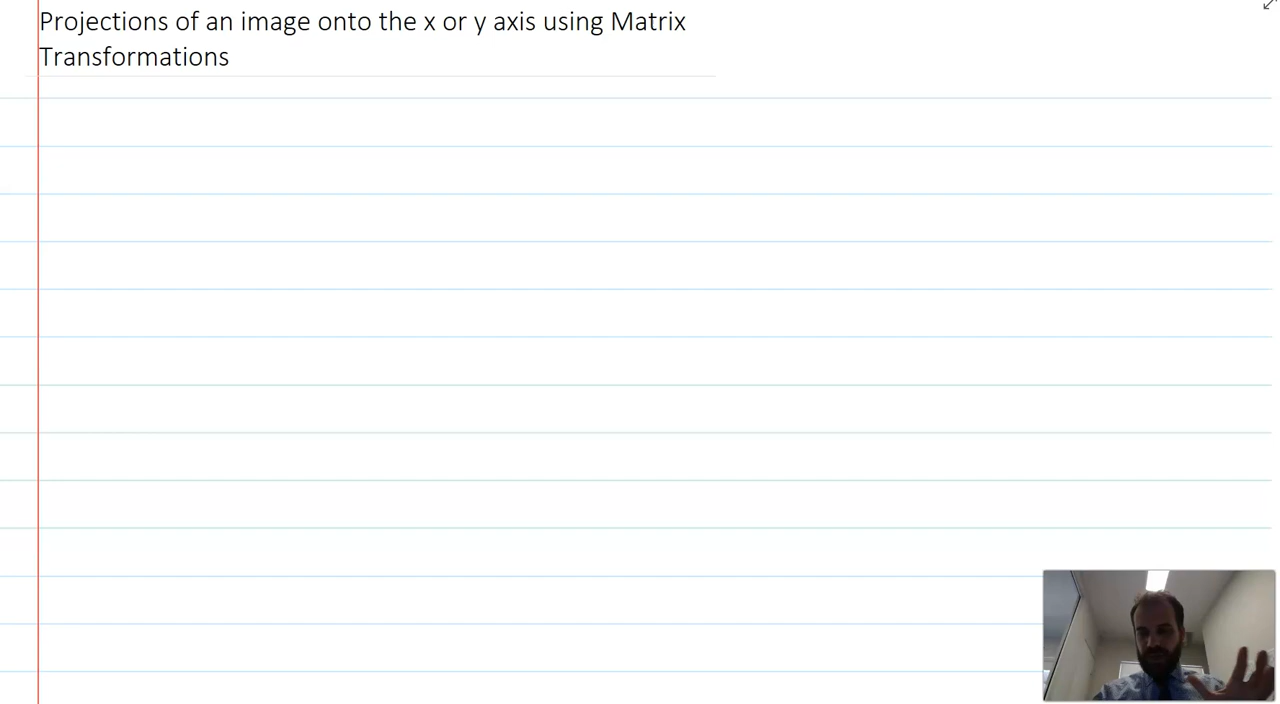 Projections of an image onto the x or y axis using Matrix
Transformations